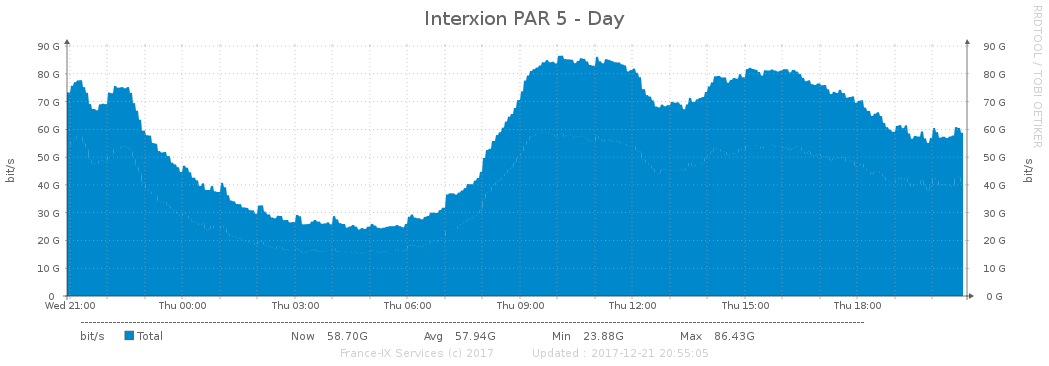 Interxion PAR 5 - Day
RRDTOOL / TOBI OETIKER
90 G 90 G
80 G 80 G
70 G 70 G
60 G 60 G
50 G 50 G
40 G 40 G
30 G 30 G
20 G 20 G
10 G 10 G
0 0 G
bit/s
bit/s
Wed 21:00 Thu 00:00 Thu 03:00 Thu 06:00 Thu 09:00 Thu 12:00 Thu 15:00 Thu 18:00
bit/s Total Now 58.70G Avg 57.94G Min 23.88G Max 86.43G
France-IX Services (c) 2017 Updated : 2017-12-21 20:55:05